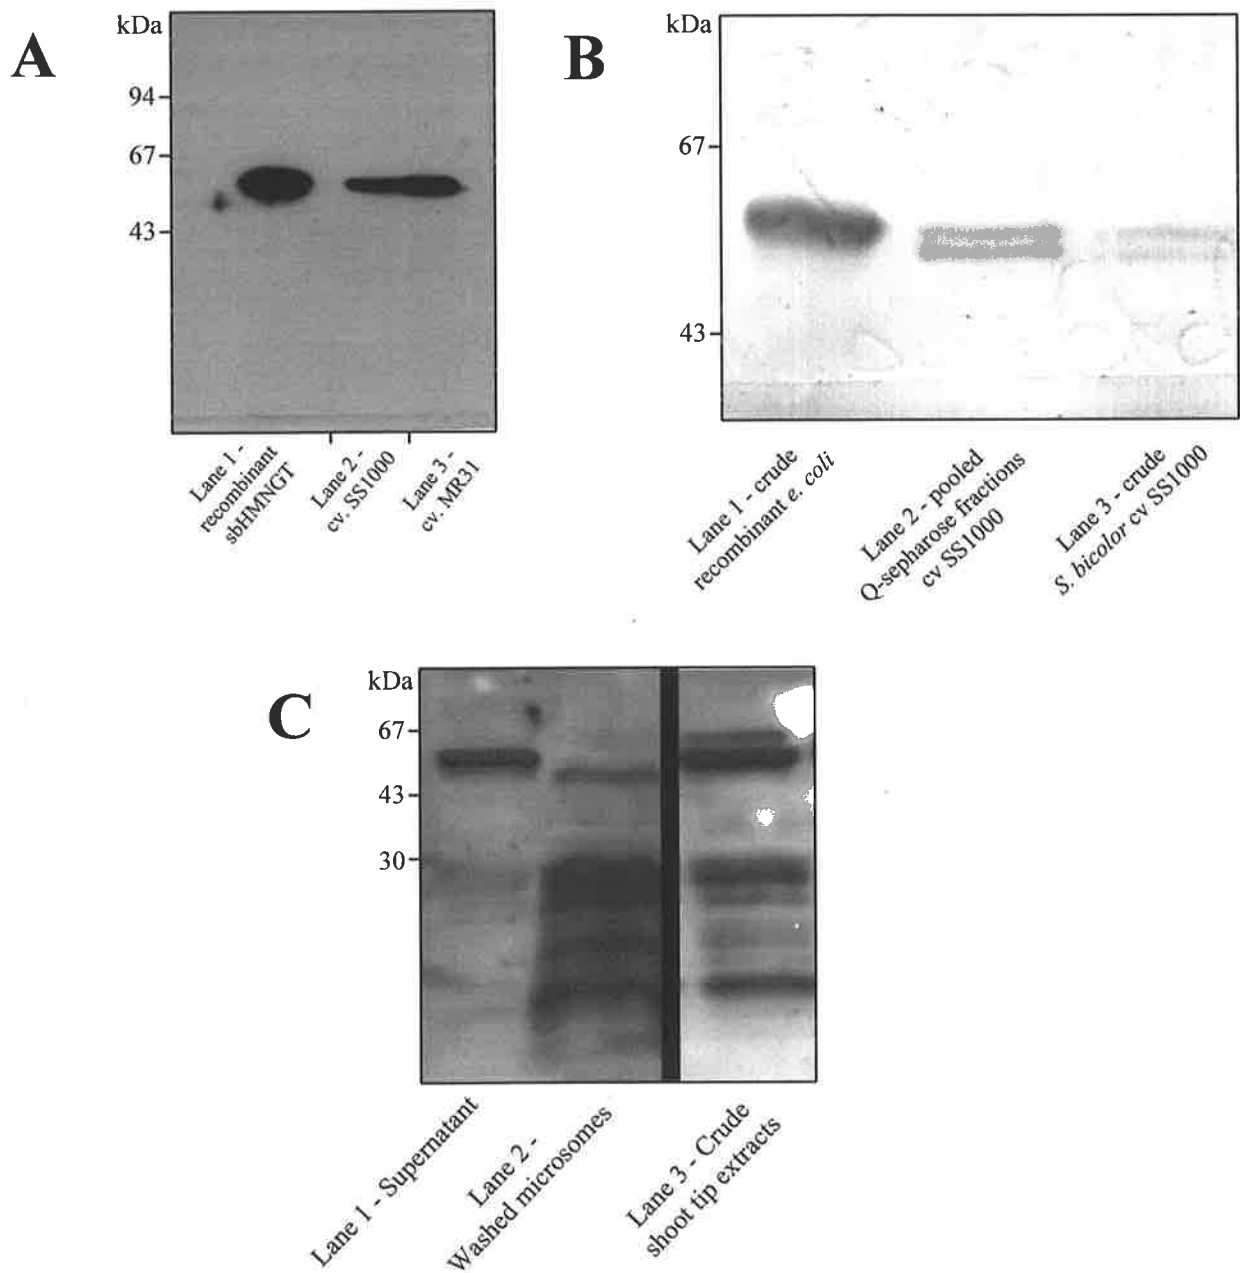 A
kDa
94
67
43
Lane 1 -
recombinant
sbHMNGT
Lane 2 -
cv. SS1000
Lane 3 -
cv. MR31
B
kDa
67
43
Lane 1 - crude
recombinant e. coli
Lane 2 - pooled
Q-sepharose fractions
cv SS1000
Lane 3 - crude
S. bicolor cv SS1000
C
kDa
67
43
30
Lane 1 - Supernatant
Lane 2 -
Washed microsomes
Lane 3 - Crude
shoot tip extracts